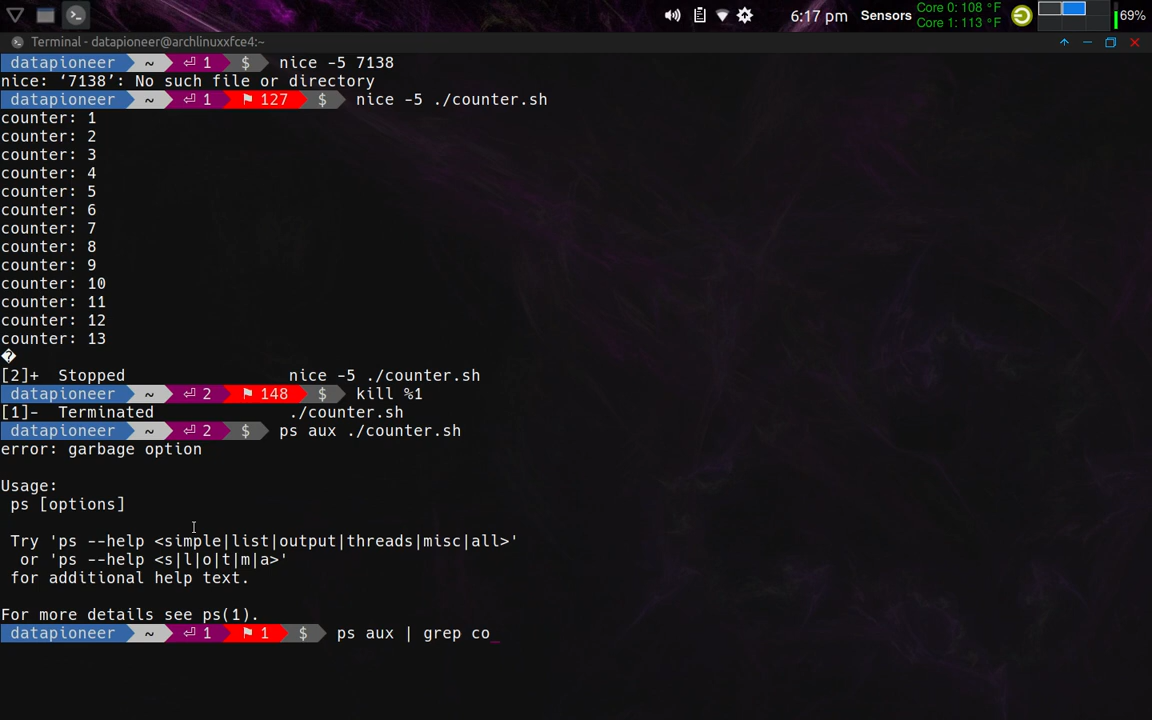 6:17 pm Sensors Core 0: 108 °F 69%
Core 1: 113 °F
Terminal - datapioneer@archlinuxxfce4:~
datapioneer ~ ⏎ 1 $ nice -5 7138
nice: ‘7138’: No such file or directory
datapioneer ~ ⏎ 1 ⚑ 127 $ nice -5 ./counter.sh
counter: 1
counter: 2
counter: 3
counter: 4
counter: 5
counter: 6
counter: 7
counter: 8
counter: 9
counter: 10
counter: 11
counter: 12
counter: 13
�
[2]+  Stopped                 nice -5 ./counter.sh
datapioneer ~ ⏎ 2 ⚑ 148 $ kill %1
[1]-  Terminated              ./counter.sh
datapioneer ~ ⏎ 2 $ ps aux ./counter.sh
error: garbage option
Usage:
ps [options]
Try 'ps --help <simple|list|output|threads|misc|all>'
or 'ps --help <s|l|o|t|m|a>'
for additional help text.
For more details see ps(1).
datapioneer ~ ⏎ 1 ⚑ 1 $ ps aux | grep co_